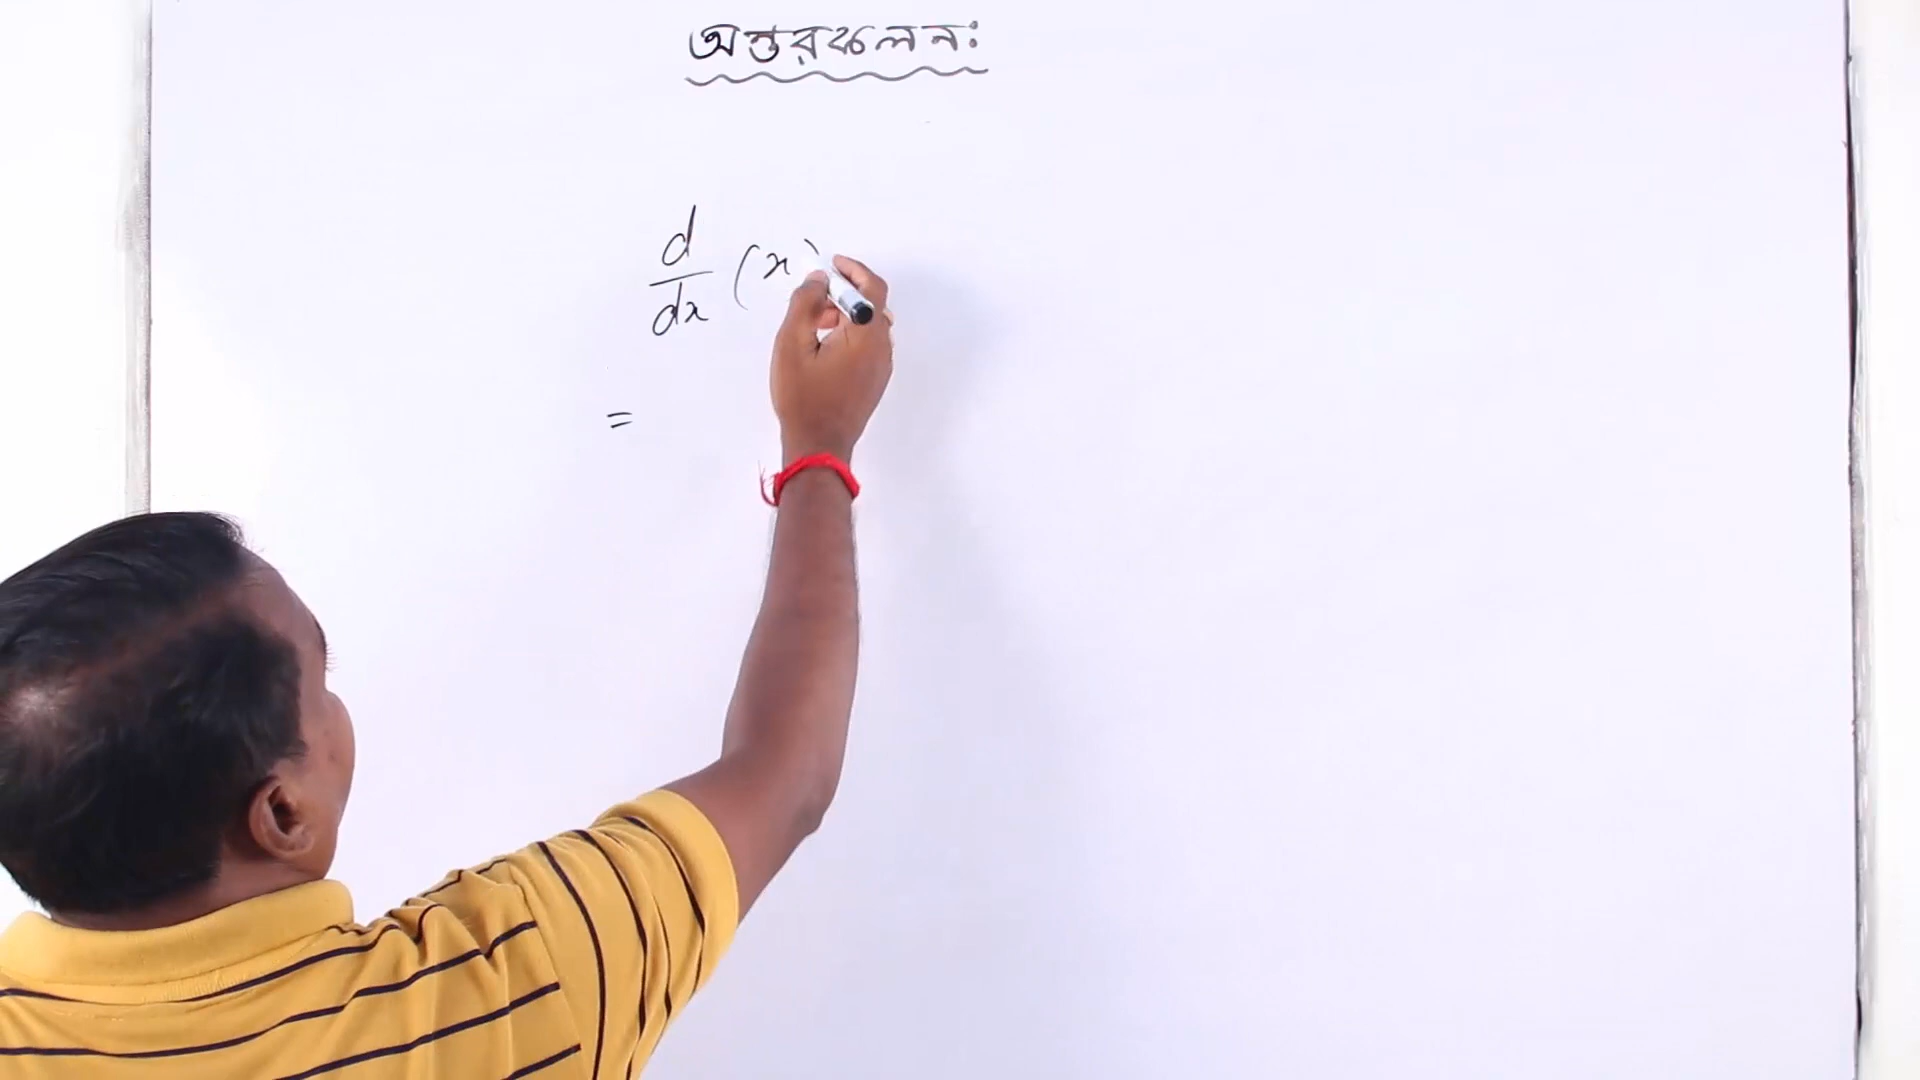 অন্তরকলনঃ
d/dx (x)
=